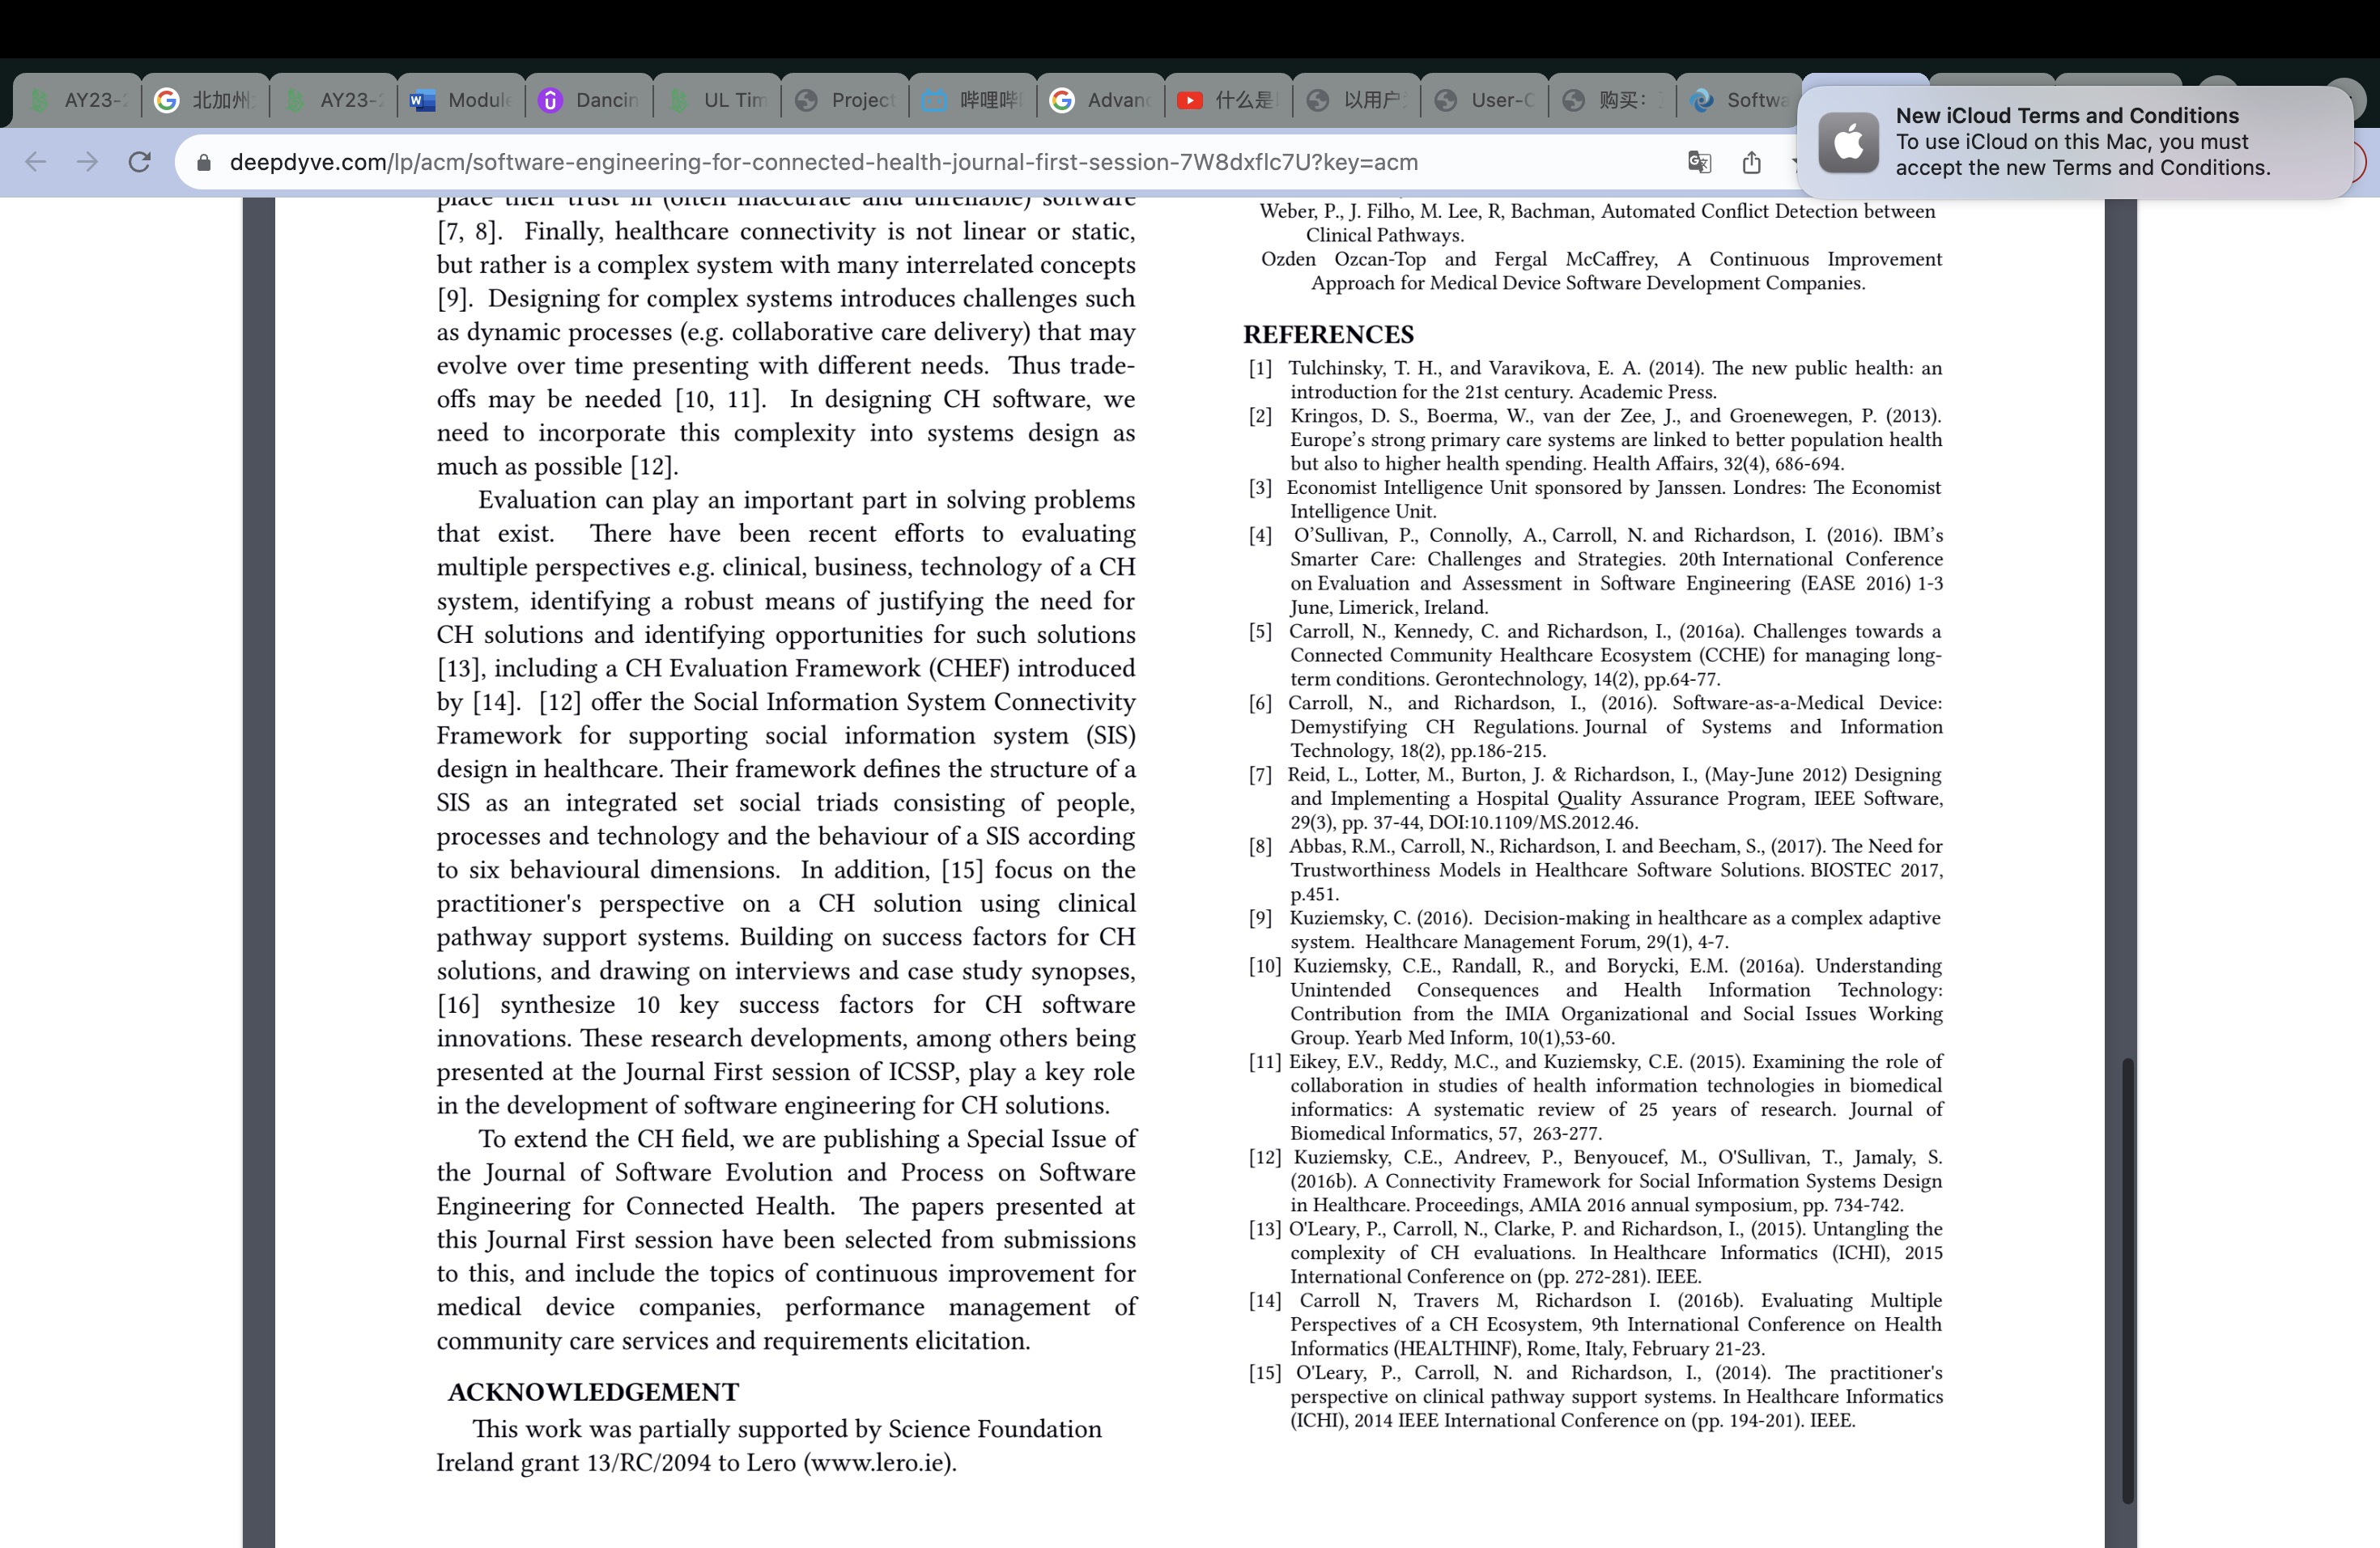 AY23-
北加州
AY23-
Module
Dancin
UL Tim
Project
哔哩哔
Advanc
什么是
以用户
User-C
购买：
Softwa
New iCloud Terms and Conditions
To use iCloud on this Mac, you must
accept the new Terms and Conditions.
deepdyve.com/lp/acm/software-engineering-for-connected-health-journal-first-session-7W8dxflc7U?key=acm
place their trust in (often inaccurate and unreliable) software
[7, 8]. Finally, healthcare connectivity is not linear or static,
but rather is a complex system with many interrelated concepts
[9]. Designing for complex systems introduces challenges such
as dynamic processes (e.g. collaborative care delivery) that may
evolve over time presenting with different needs. Thus trade-
offs may be needed [10, 11]. In designing CH software, we
need to incorporate this complexity into systems design as
much as possible [12].
Evaluation can play an important part in solving problems
that exist. There have been recent efforts to evaluating
multiple perspectives e.g. clinical, business, technology of a CH
system, identifying a robust means of justifying the need for
CH solutions and identifying opportunities for such solutions
[13], including a CH Evaluation Framework (CHEF) introduced
by [14]. [12] offer the Social Information System Connectivity
Framework for supporting social information system (SIS)
design in healthcare. Their framework defines the structure of a
SIS as an integrated set social triads consisting of people,
processes and technology and the behaviour of a SIS according
to six behavioural dimensions. In addition, [15] focus on the
practitioner's perspective on a CH solution using clinical
pathway support systems. Building on success factors for CH
solutions, and drawing on interviews and case study synopses,
[16] synthesize 10 key success factors for CH software
innovations. These research developments, among others being
presented at the Journal First session of ICSSP, play a key role
in the development of software engineering for CH solutions.
To extend the CH field, we are publishing a Special Issue of
the Journal of Software Evolution and Process on Software
Engineering for Connected Health. The papers presented at
this Journal First session have been selected from submissions
to this, and include the topics of continuous improvement for
medical device companies, performance management of
community care services and requirements elicitation.
ACKNOWLEDGEMENT
This work was partially supported by Science Foundation
Ireland grant 13/RC/2094 to Lero (www.lero.ie).
Weber, P., J. Filho, M. Lee, R, Bachman, Automated Conflict Detection between
Clinical Pathways.
Ozden Ozcan-Top and Fergal McCaffrey, A Continuous Improvement
Approach for Medical Device Software Development Companies.
REFERENCES
[1] Tulchinsky, T. H., and Varavikova, E. A. (2014). The new public health: an
introduction for the 21st century. Academic Press.
[2] Kringos, D. S., Boerma, W., van der Zee, J., and Groenewegen, P. (2013).
Europe’s strong primary care systems are linked to better population health
but also to higher health spending. Health Affairs, 32(4), 686-694.
[3] Economist Intelligence Unit sponsored by Janssen. Londres: The Economist
Intelligence Unit.
[4] O’Sullivan, P., Connolly, A., Carroll, N. and Richardson, I. (2016). IBM’s
Smarter Care: Challenges and Strategies. 20th International Conference
on Evaluation and Assessment in Software Engineering (EASE 2016) 1-3
June, Limerick, Ireland.
[5] Carroll, N., Kennedy, C. and Richardson, I., (2016a). Challenges towards a
Connected Community Healthcare Ecosystem (CCHE) for managing long-
term conditions. Gerontechnology, 14(2), pp.64-77.
[6] Carroll, N., and Richardson, I., (2016). Software-as-a-Medical Device:
Demystifying CH Regulations. Journal of Systems and Information
Technology, 18(2), pp.186-215.
[7] Reid, L., Lotter, M., Burton, J. & Richardson, I., (May-June 2012) Designing
and Implementing a Hospital Quality Assurance Program, IEEE Software,
29(3), pp. 37-44, DOI:10.1109/MS.2012.46.
[8] Abbas, R.M., Carroll, N., Richardson, I. and Beecham, S., (2017). The Need for
Trustworthiness Models in Healthcare Software Solutions. BIOSTEC 2017,
p.451.
[9] Kuziemsky, C. (2016). Decision-making in healthcare as a complex adaptive
system. Healthcare Management Forum, 29(1), 4-7.
[10] Kuziemsky, C.E., Randall, R., and Borycki, E.M. (2016a). Understanding
Unintended Consequences and Health Information Technology:
Contribution from the IMIA Organizational and Social Issues Working
Group. Yearb Med Inform, 10(1),53-60.
[11] Eikey, E.V., Reddy, M.C., and Kuziemsky, C.E. (2015). Examining the role of
collaboration in studies of health information technologies in biomedical
informatics: A systematic review of 25 years of research. Journal of
Biomedical Informatics, 57, 263-277.
[12] Kuziemsky, C.E., Andreev, P., Benyoucef, M., O'Sullivan, T., Jamaly, S.
(2016b). A Connectivity Framework for Social Information Systems Design
in Healthcare. Proceedings, AMIA 2016 annual symposium, pp. 734-742.
[13] O'Leary, P., Carroll, N., Clarke, P. and Richardson, I., (2015). Untangling the
complexity of CH evaluations. In Healthcare Informatics (ICHI), 2015
International Conference on (pp. 272-281). IEEE.
[14] Carroll N, Travers M, Richardson I. (2016b). Evaluating Multiple
Perspectives of a CH Ecosystem, 9th International Conference on Health
Informatics (HEALTHINF), Rome, Italy, February 21-23.
[15] O'Leary, P., Carroll, N. and Richardson, I., (2014). The practitioner's
perspective on clinical pathway support systems. In Healthcare Informatics
(ICHI), 2014 IEEE International Conference on (pp. 194-201). IEEE.